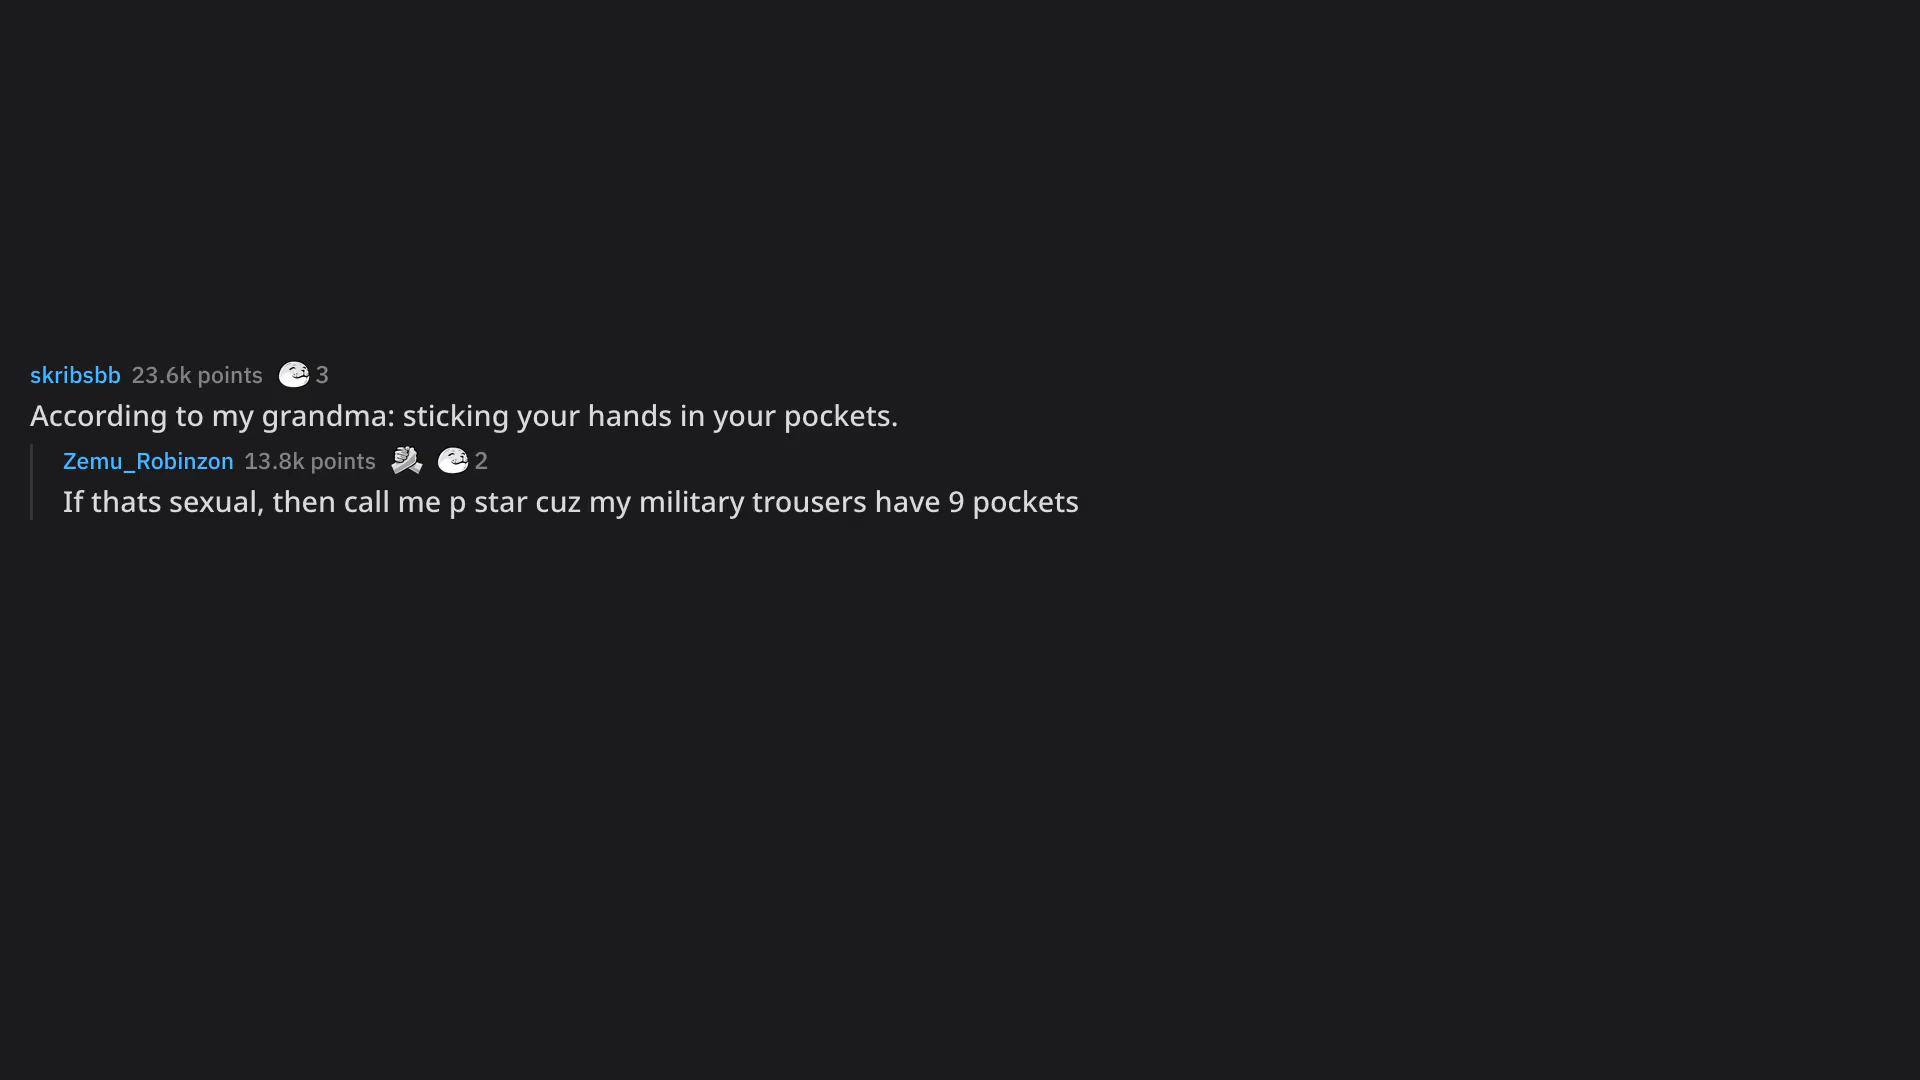 skribsbb 23.6k points 3
According to my grandma: sticking your hands in your pockets.
Zemu_Robinzon 13.8k points 2
If thats sexual, then call me p star cuz my military trousers have 9 pockets